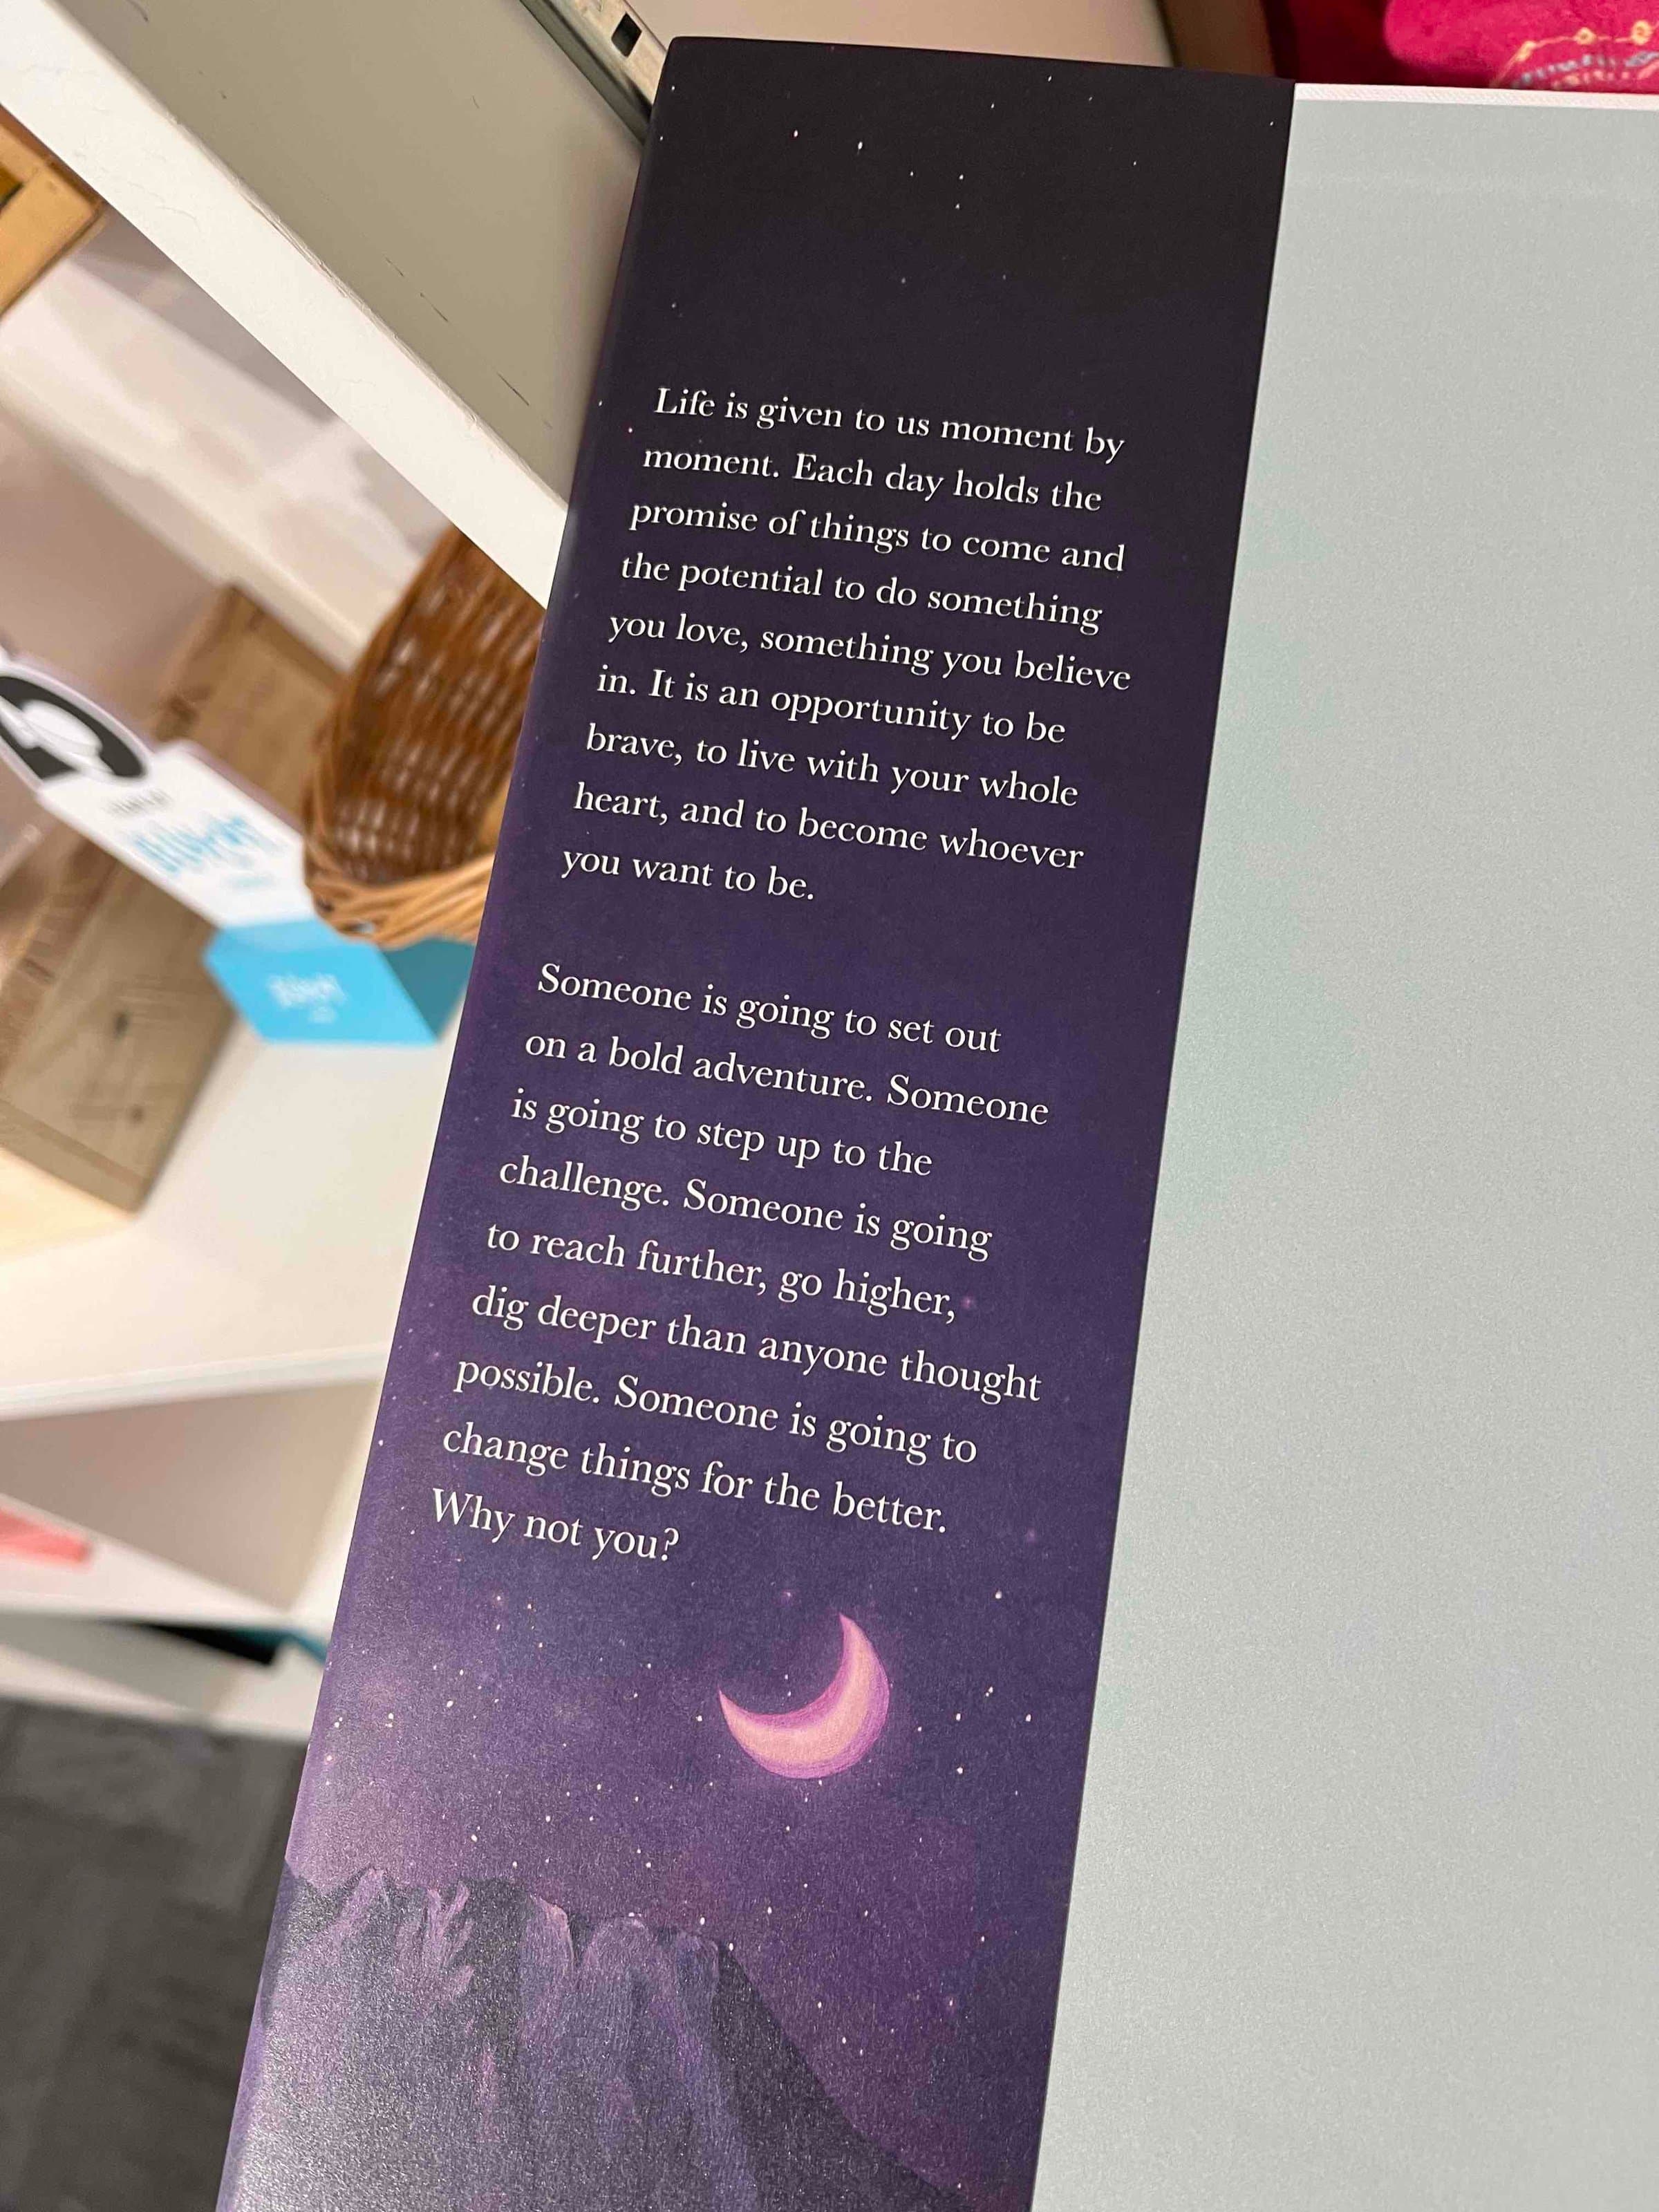 Life is given to us moment by
moment. Each day holds the
promise of things to come and
the potential to do something
you love, something you believe
in. It is an opportunity to be
brave, to live with your whole
heart, and to become whoever
you want to be.
Someone is going to set out
on a bold adventure. Someone
is going to step up to the
challenge. Someone is going
to reach further, go higher,
dig deeper than anyone thought
possible. Someone is going to
change things for the better.
Why not you?